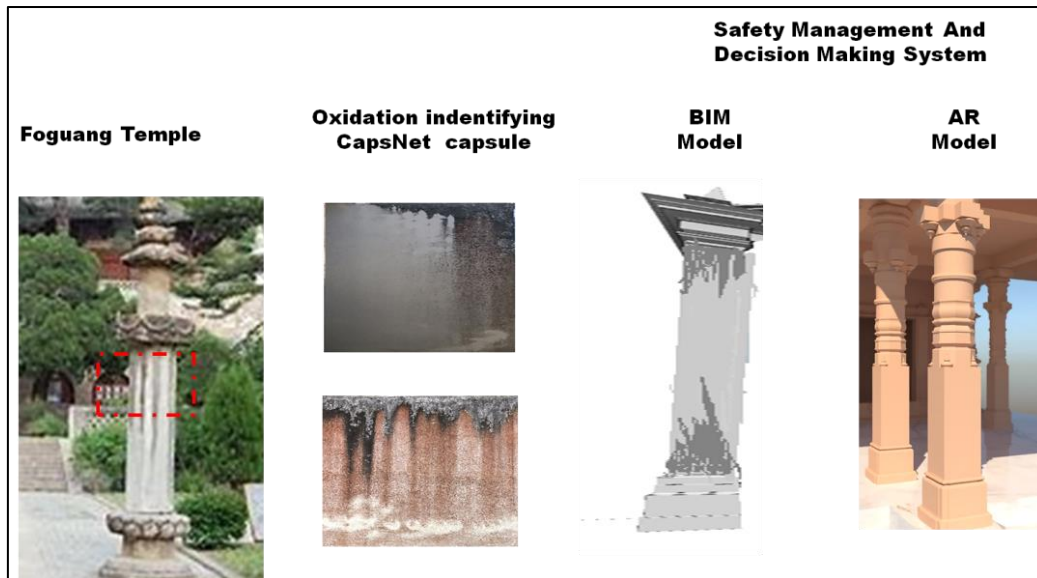 Safety Management And
Decision Making System
Foguang Temple
Oxidation indentifying
CapsNet capsule
BIM
Model
AR
Model